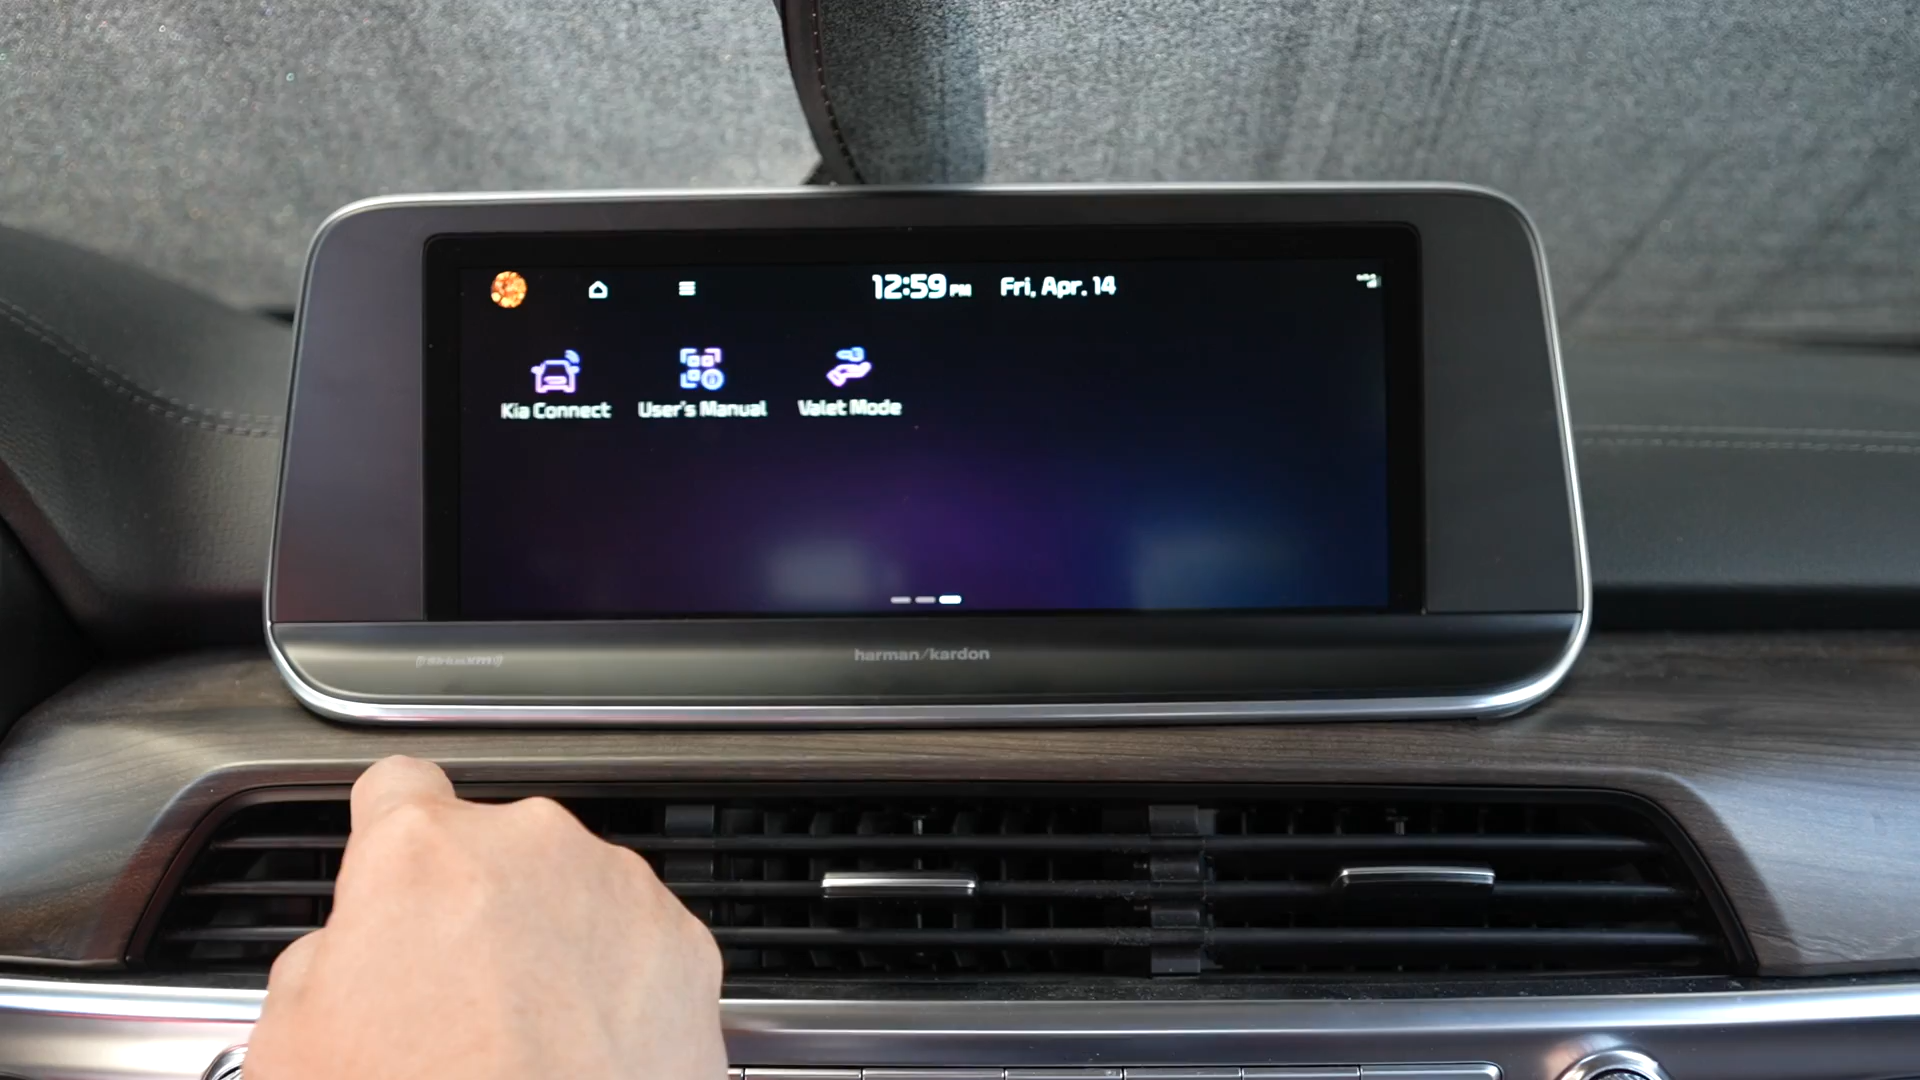 12:59 PM Fri, Apr. 14
Kia Connect User's Manual Valet Mode
((SiriusXM))
harman/kardon